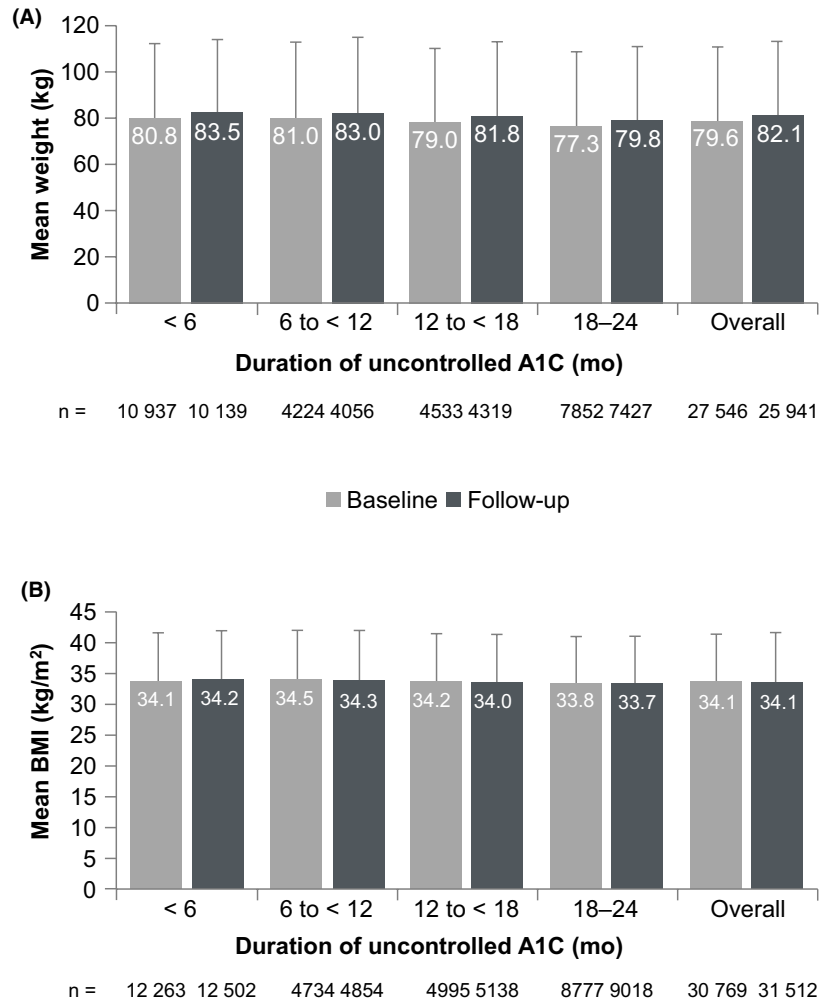 (A)
Mean weight (kg)
120
100
80
60
40
20
0
80.8 83.5 81.0 83.0 79.0 81.8 77.3 79.8 79.6 82.1
< 6 6 to < 12 12 to < 18 18–24 Overall
Duration of uncontrolled A1C (mo)
n = 10 937 10 139 4224 4056 4533 4319 7852 7427 27 546 25 941
Baseline Follow-up
(B)
Mean BMI (kg/m²)
45
40
35
30
25
20
15
10
5
0
34.1 34.2 34.5 34.3 34.2 34.0 33.8 33.7 34.1 34.1
< 6 6 to < 12 12 to < 18 18–24 Overall
Duration of uncontrolled A1C (mo)
n = 12 263 12 502 4734 4854 4995 5138 8777 9018 30 769 31 512